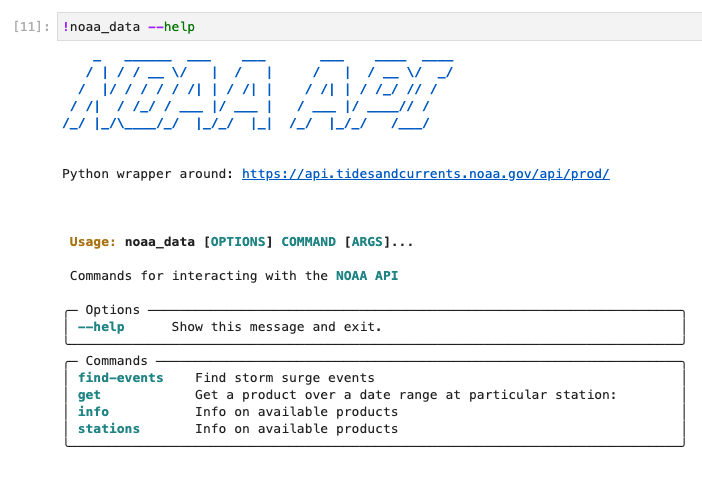 [11]: !noaa_data --help
NOAA API
Python wrapper around: https://api.tidesandcurrents.noaa.gov/api/prod/
Usage: noaa_data [OPTIONS] COMMAND [ARGS]...
Commands for interacting with the NOAA API
Options
--help Show this message and exit.
Commands
find-events Find storm surge events
get Get a product over a date range at particular station:
info Info on available products
stations Info on available products